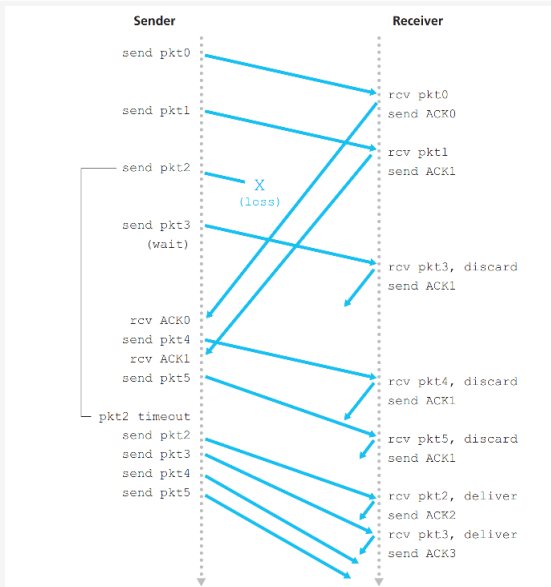 Sender
Receiver
send pkt0
rcv pkt0
send ACK0
send pkt1
rcv pkt1
send ACK1
send pkt2
X
(loss)
send pkt3
(wait)
rcv pkt3, discard
send ACK1
rcv ACK0
send pkt4
rcv ACK1
send pkt5
rcv pkt4, discard
send ACK1
pkt2 timeout
send pkt2
send pkt3
send pkt4
send pkt5
rcv pkt5, discard
send ACK1
rcv pkt2, deliver
send ACK2
rcv pkt3, deliver
send ACK3